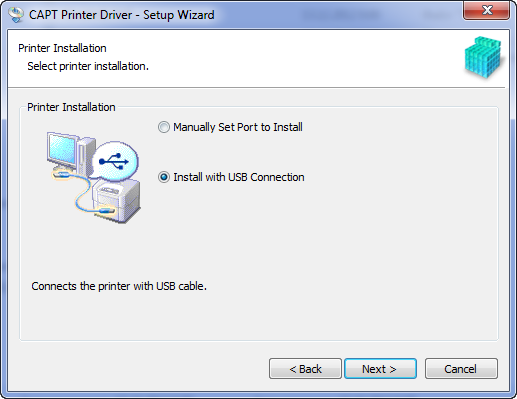 CAPT Printer Driver - Setup Wizard
Printer Installation
Select printer installation.
Printer Installation
Manually Set Port to Install
Install with USB Connection
Connects the printer with USB cable.
< Back
Next >
Cancel